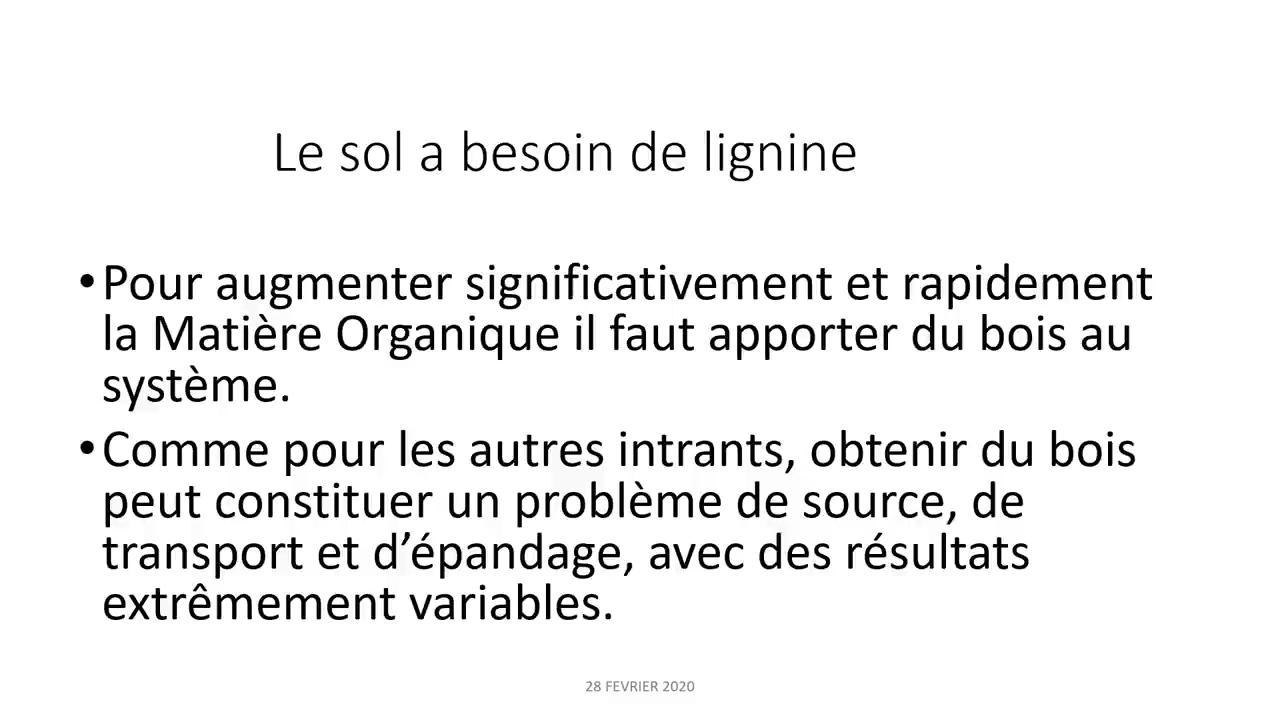 Le sol a besoin de lignine
•Pour augmenter significativement et rapidement
la Matière Organique il faut apporter du bois au
système.
•Comme pour les autres intrants, obtenir du bois
peut constituer un problème de source, de
transport et d’épandage, avec des résultats
extrêmement variables.
28 FEVRIER 2020